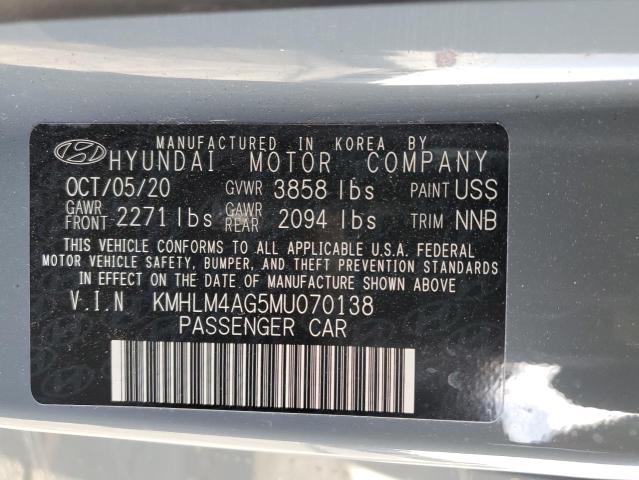 MANUFACTURED IN KOREA BY
HYUNDAI MOTOR COMPANY
OCT/05/20 GVWR 3858 lbs PAINT USS
GAWR FRONT 2271 lbs GAWR REAR 2094 lbs TRIM NNB
THIS VEHICLE CONFORMS TO ALL APPLICABLE U.S.A. FEDERAL
MOTOR VEHICLE SAFETY, BUMPER, AND THEFT PREVENTION STANDARDS
IN EFFECT ON THE DATE OF MANUFACTURE SHOWN ABOVE
V.I.N KMHLM4AG5MU070138
PASSENGER CAR